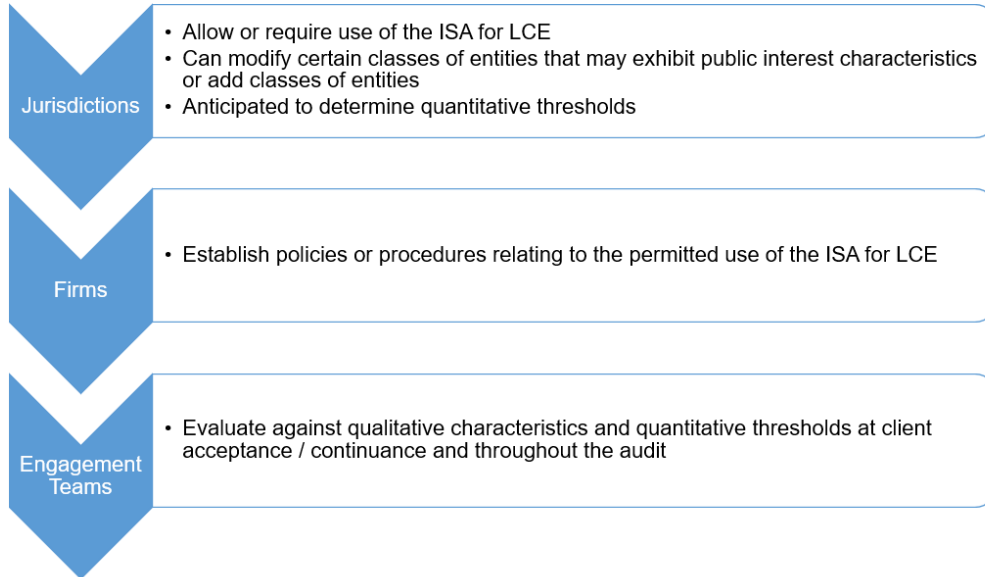 Jurisdictions
• Allow or require use of the ISA for LCE
• Can modify certain classes of entities that may exhibit public interest characteristics
or add classes of entities
• Anticipated to determine quantitative thresholds
Firms
• Establish policies or procedures relating to the permitted use of the ISA for LCE
Engagement
Teams
• Evaluate against qualitative characteristics and quantitative thresholds at client
acceptance / continuance and throughout the audit